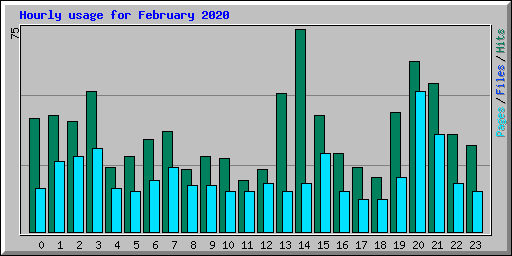 Hourly usage for February 2020
75
Pages/Files/Hits
0 1 2 3 4 5 6 7 8 9 10 11 12 13 14 15 16 17 18 19 20 21 22 23